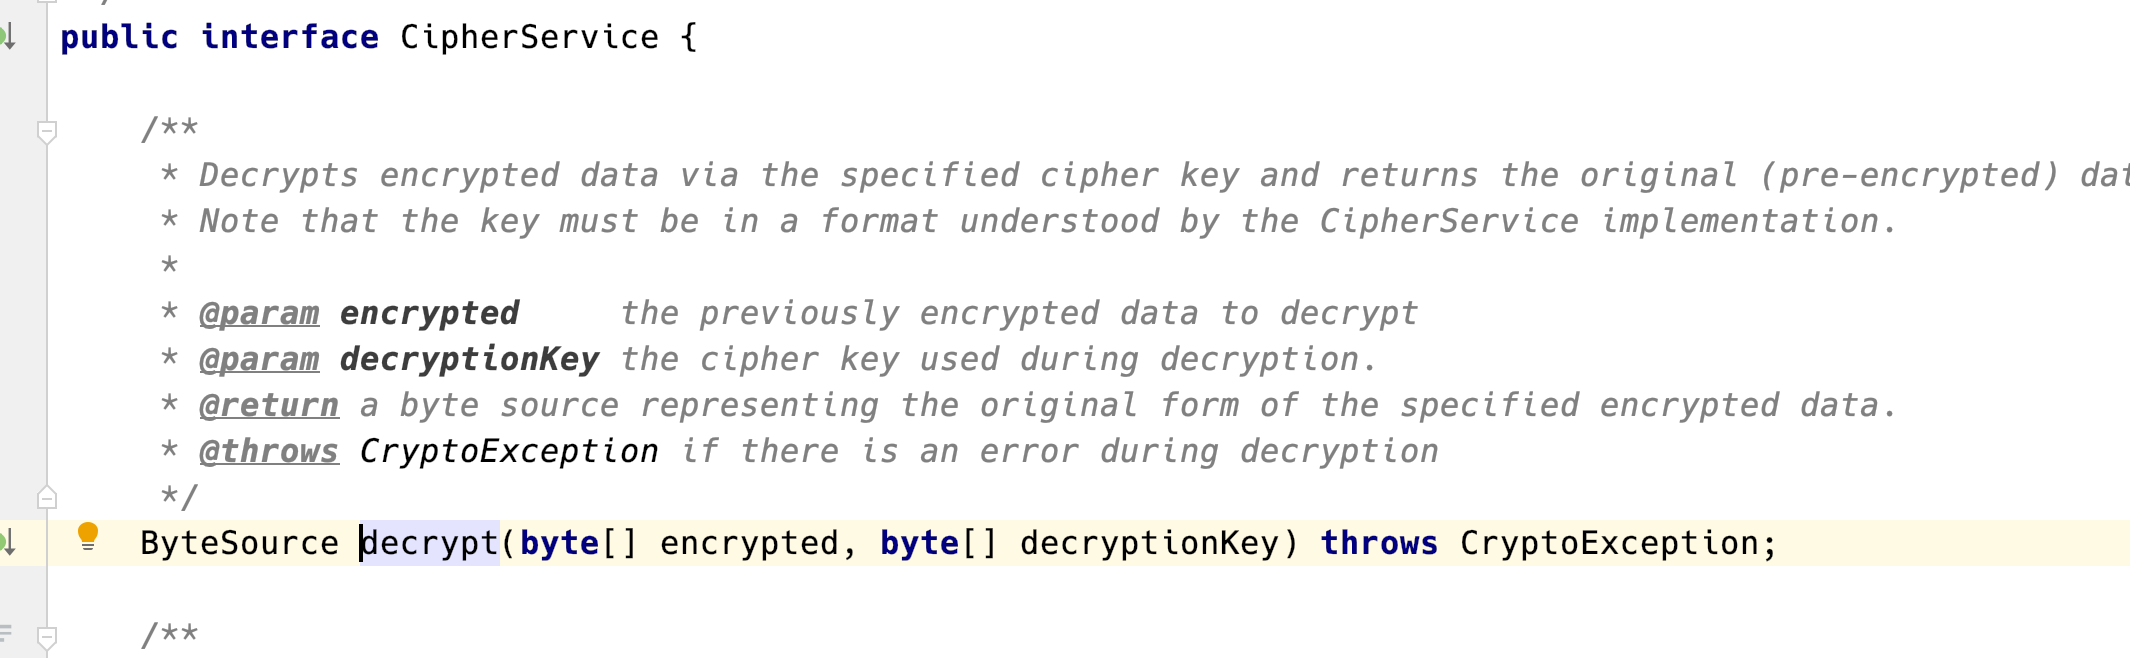 public interface CipherService {
/**
* Decrypts encrypted data via the specified cipher key and returns the original (pre-encrypted)
* Note that the key must be in a format understood by the CipherService implementation.
*
* @param encrypted     the previously encrypted data to decrypt
* @param decryptionKey the cipher key used during decryption.
* @return a byte source representing the original form of the specified encrypted data.
* @throws CryptoException if there is an error during decryption
*/
ByteSource decrypt(byte[] encrypted, byte[] decryptionKey) throws CryptoException;
/**